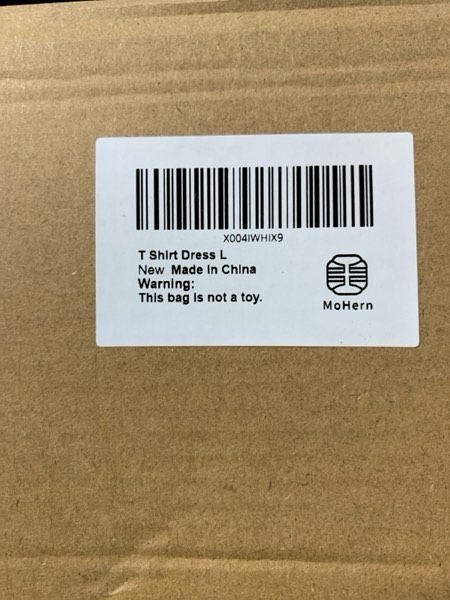 X004IWHIX9
T Shirt Dress L
New Made In China
Warning:
This bag is not a toy.
MoHern